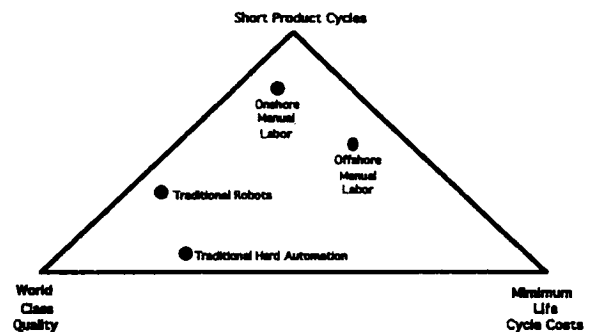 Short Product Cycles
Onshore
Manual
Labor
Offshore
Manual
Labor
Traditional Robots
Traditional Hard Automation
World
Class
Quality
Mimimum
Life
Cycle Costs